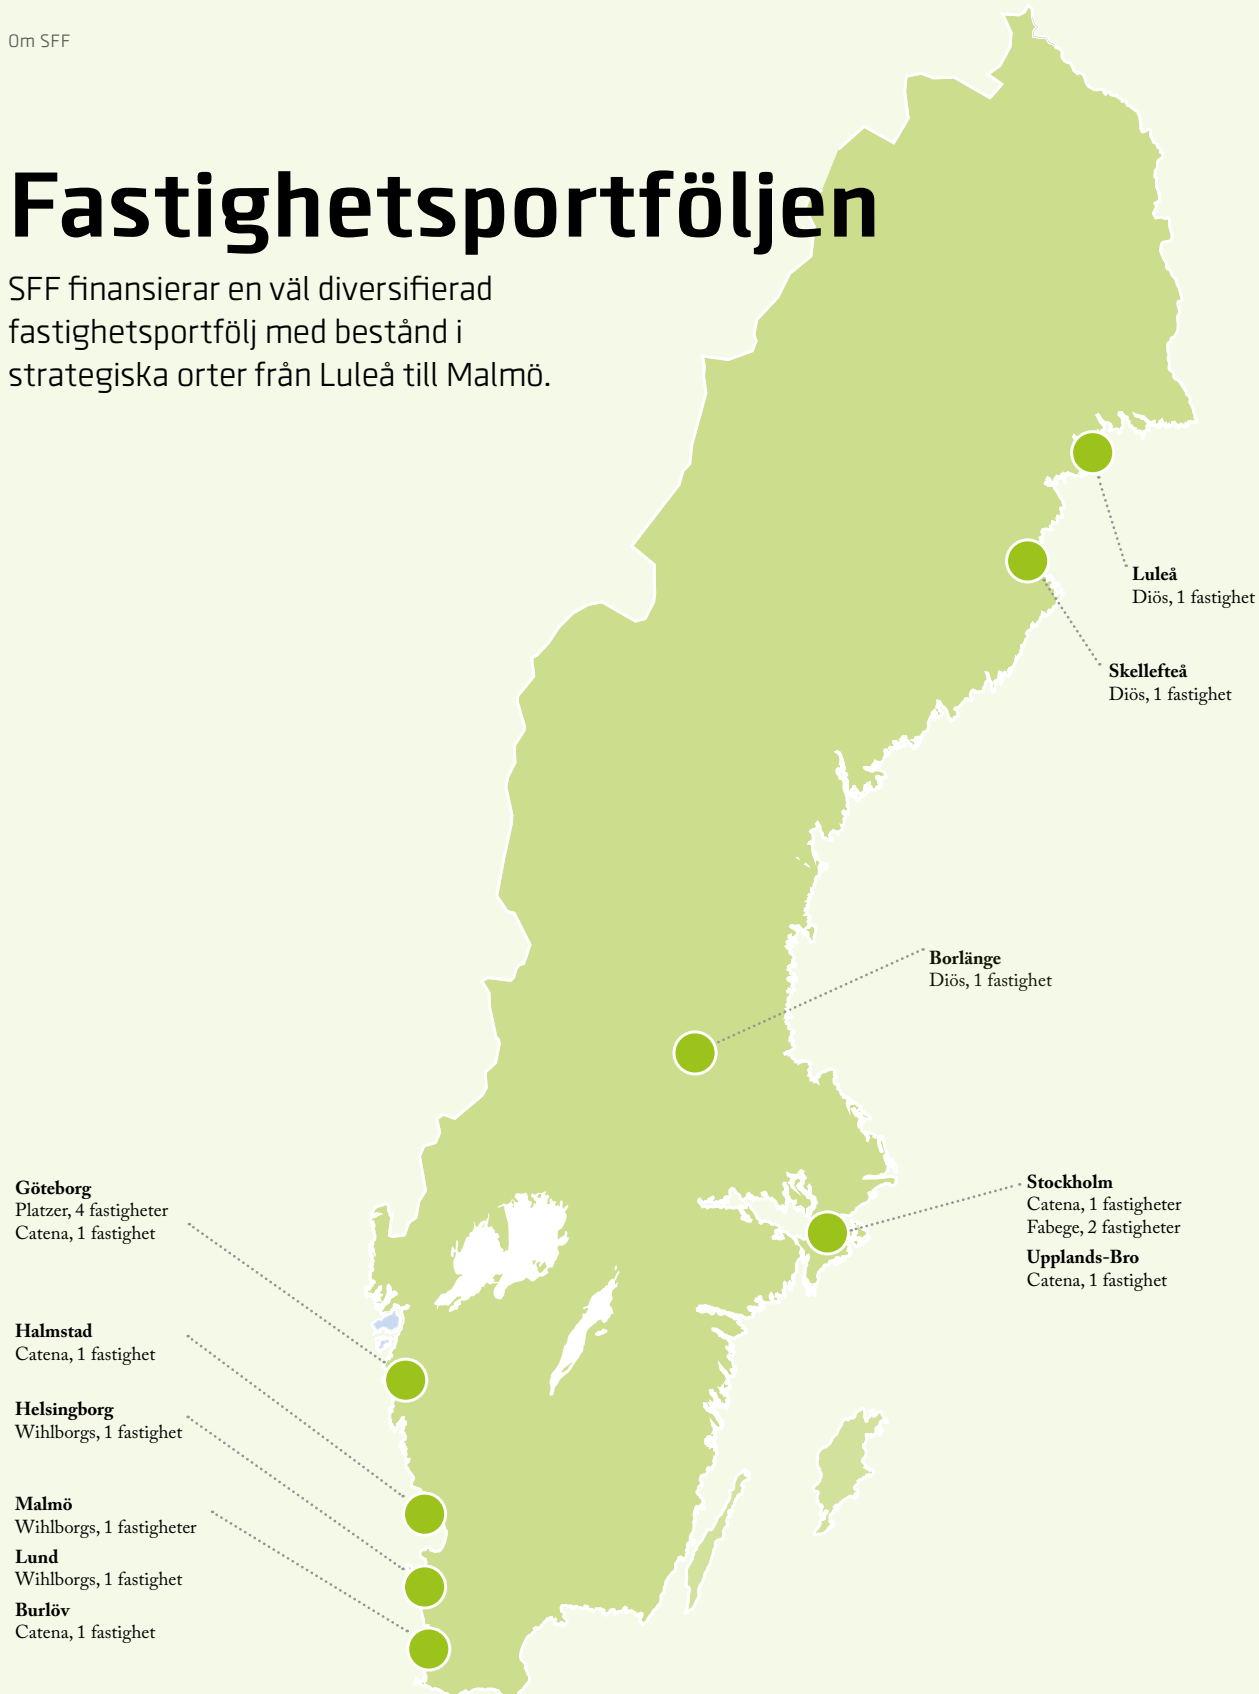 Om SFF
Fastighetsportföljen
SFF finansierar en väl diversifierad
fastighetsportfölj med bestånd i
strategiska orter från Luleå till Malmö.
Luleå
Diös, 1 fastighet
Skellefteå
Diös, 1 fastighet
Borlänge
Diös, 1 fastighet
Stockholm
Catena, 1 fastigheter
Fabege, 2 fastigheter
Upplands-Bro
Catena, 1 fastighet
Göteborg
Platzer, 4 fastigheter
Catena, 1 fastighet
Halmstad
Catena, 1 fastighet
Helsingborg
Wihlborgs, 1 fastighet
Malmö
Wihlborgs, 1 fastigheter
Lund
Wihlborgs, 1 fastighet
Burlöv
Catena, 1 fastighet